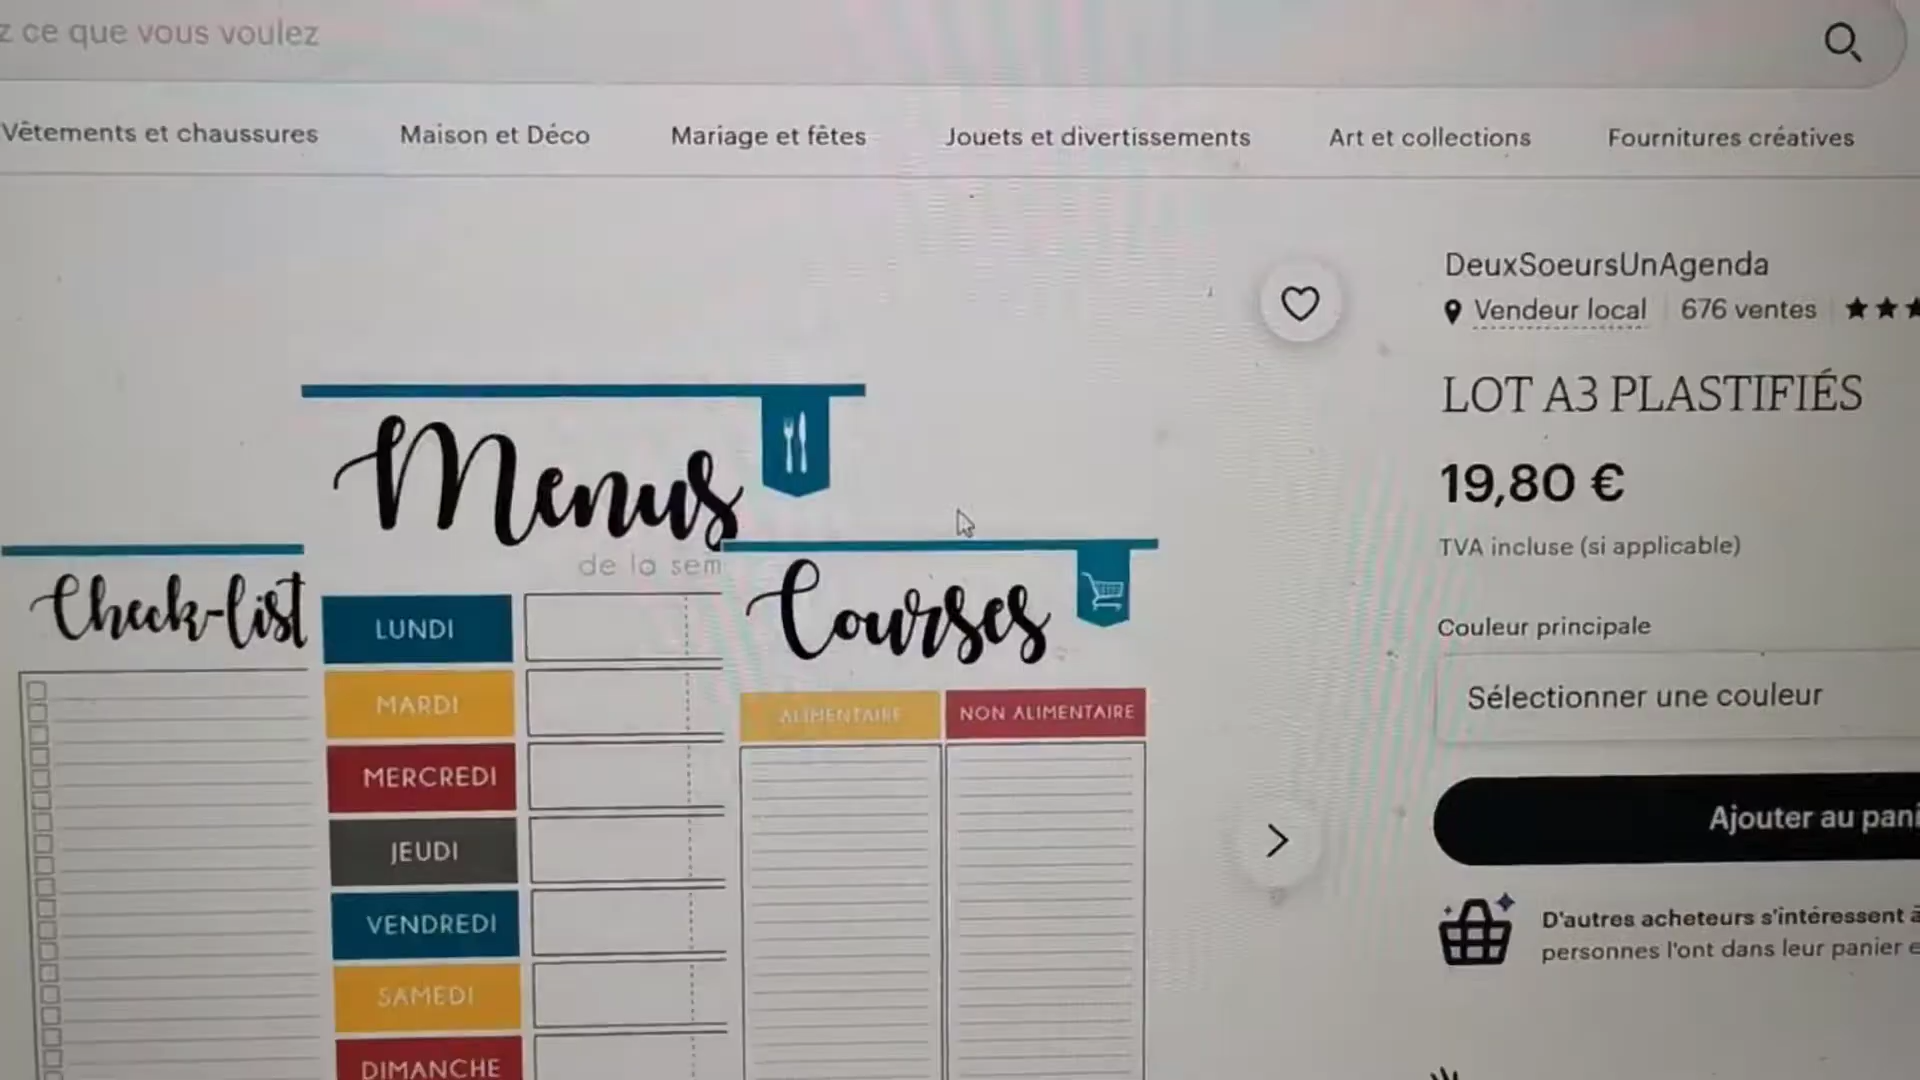 ce que vous voulez
Vêtements et chaussures
Maison et Déco
Mariage et fêtes
Jouets et divertissements
Art et collections
Fournitures créatives
DeuxSoeursUnAgenda
Vendeur local
676 ventes
LOT A3 PLASTIFIÉS
19,80 €
TVA incluse (si applicable)
Couleur principale
Sélectionner une couleur
Ajouter au pani
D'autres acheteurs s'intéressent à
personnes l'ont dans leur panier e
Menus
de la sem
Check-list
LUNDI
MARDI
MERCREDI
JEUDI
VENDREDI
SAMEDI
DIMANCHE
Courses
ALIMENTAIRE
NON ALIMENTAIRE